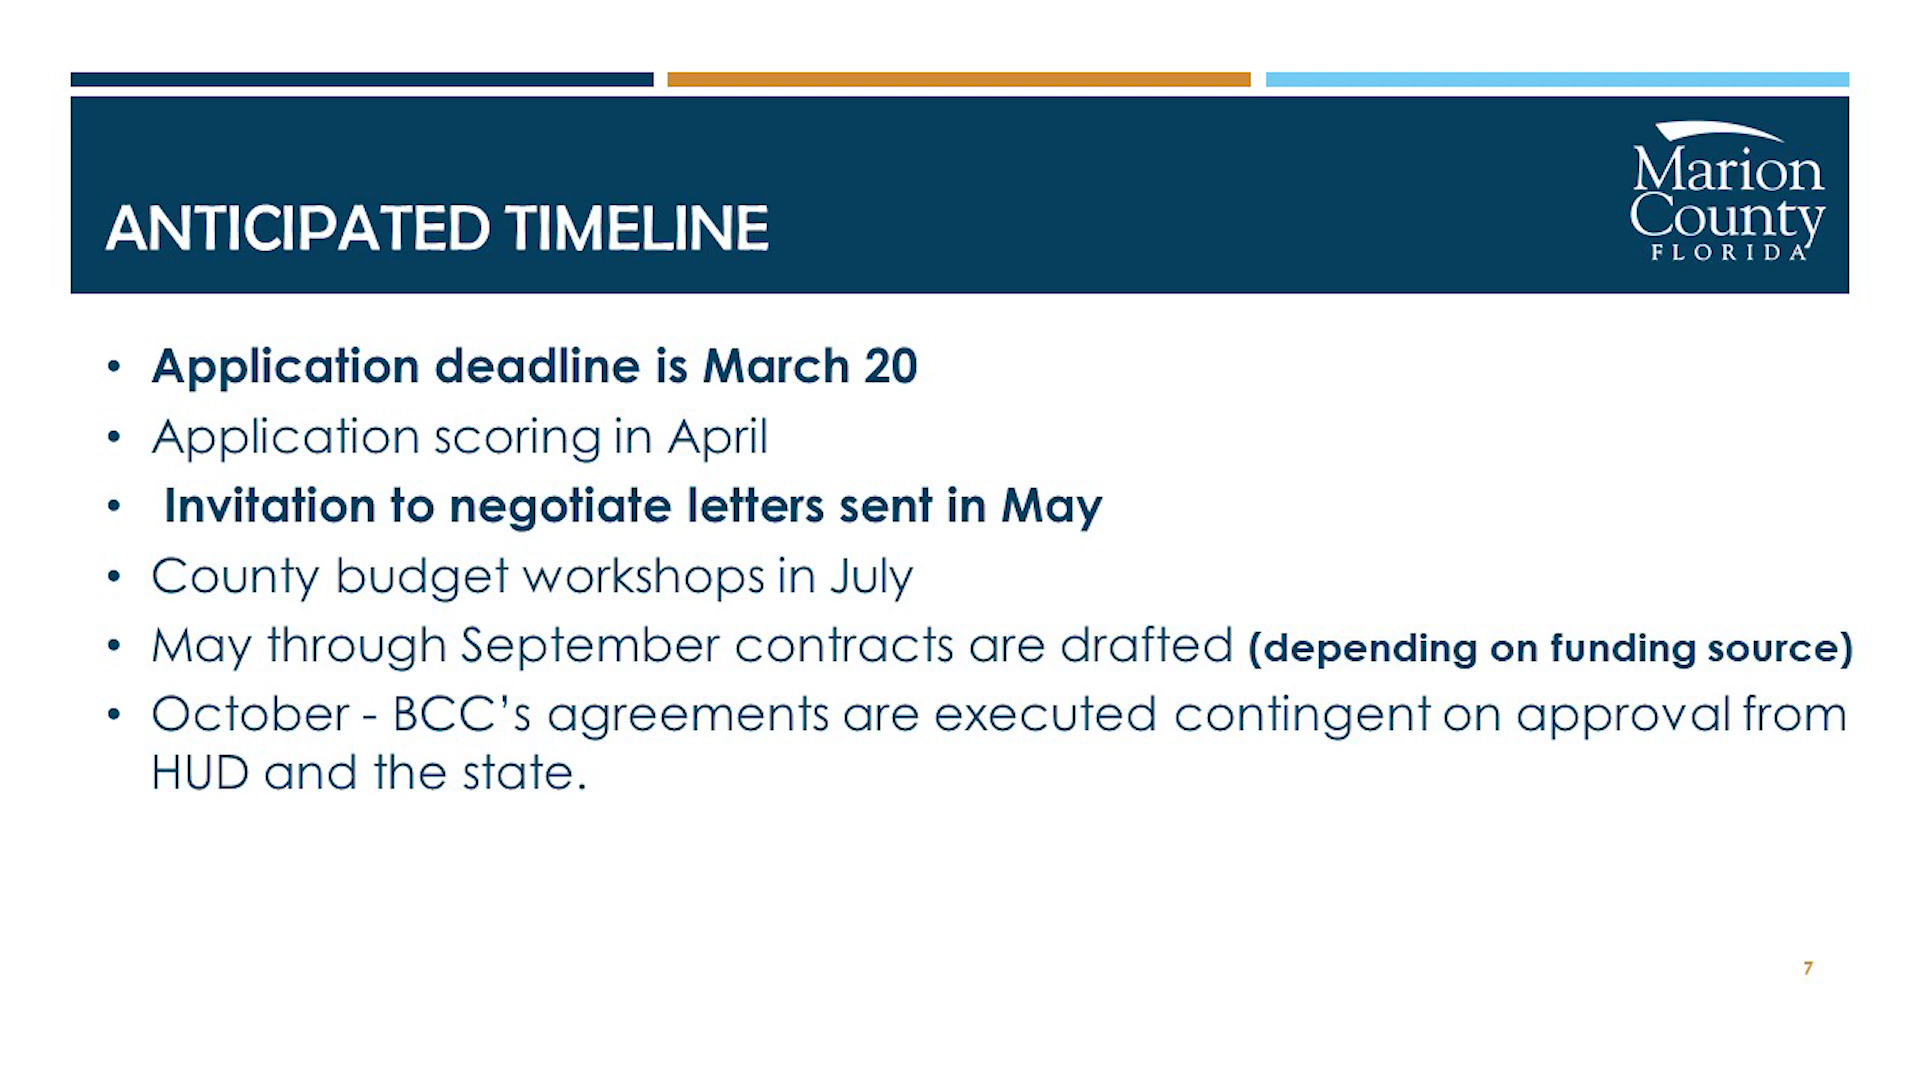 Marion
County
FLORIDA
ANTICIPATED TIMELINE
• Application deadline is March 20
• Application scoring in April
• Invitation to negotiate letters sent in May
• County budget workshops in July
• May through September contracts are drafted (depending on funding source)
• October - BCC’s agreements are executed contingent on approval from
HUD and the state.
7